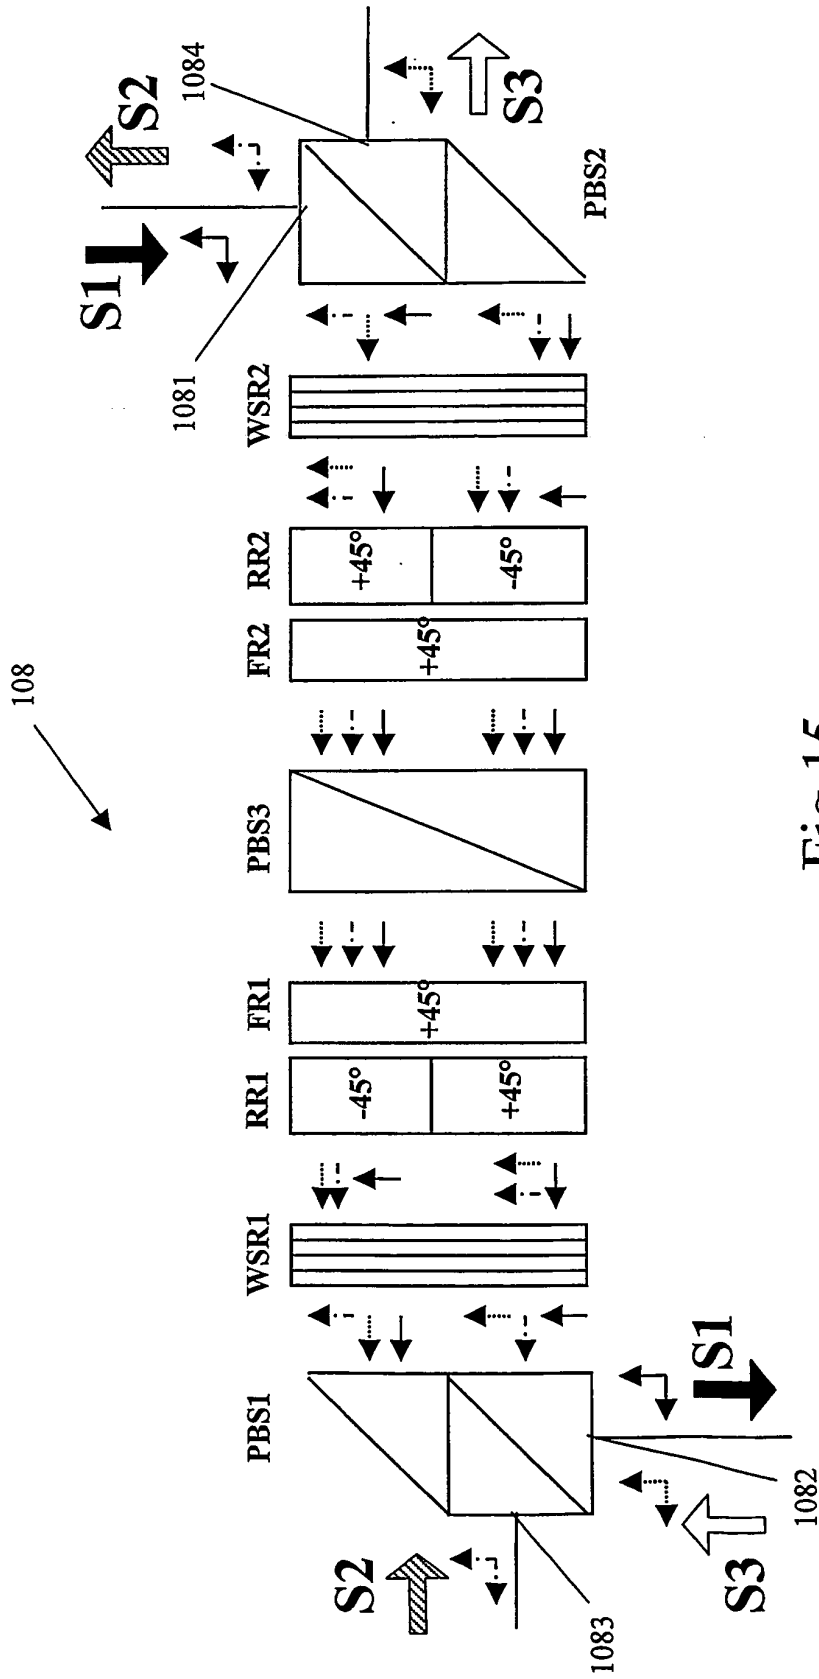 108
1083
1082
1081
1084
S2
S3
S1
S1
S2
S3
PBS1
WSR1
RR1
FR1
PBS3
FR2
RR2
WSR2
PBS2
-45°
+45°
+45°
+45°
+45°
-45°
Fig.15